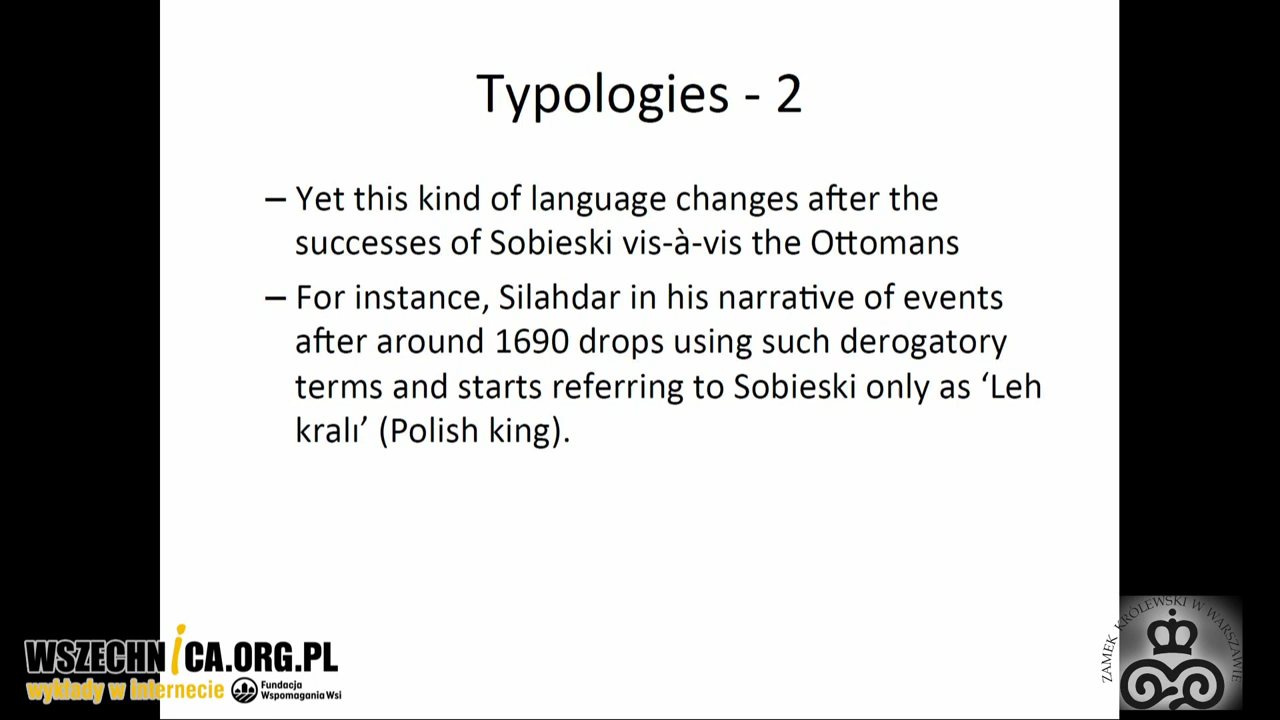 Typologies - 2
– Yet this kind of language changes after the
successes of Sobieski vis-à-vis the Ottomans
– For instance, Silahdar in his narrative of events
after around 1690 drops using such derogatory
terms and starts referring to Sobieski only as ‘Leh
kralı’ (Polish king).
WSZECHNiCA.ORG.PL
wykłady w internecie
Fundacja
Wspomagania Wsi
ZAMEK KRÓLEWSKI W WARSZAWIE